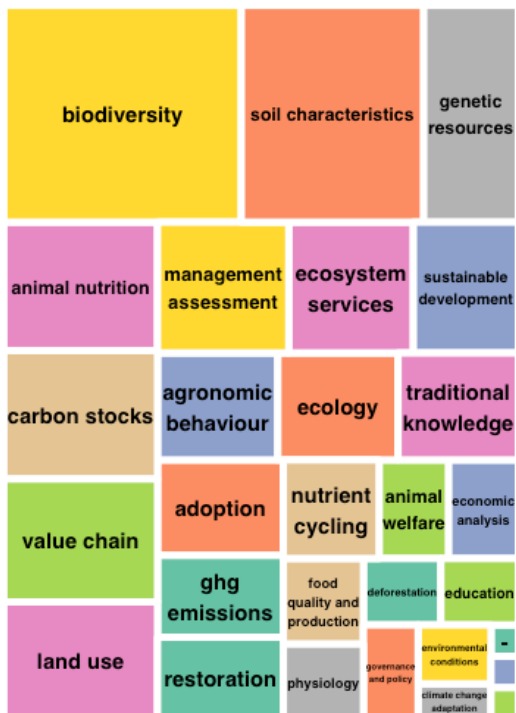 biodiversity
soil characteristics
genetic
resources
animal nutrition
management
assessment
ecosystem
services
sustainable
development
carbon stocks
agronomic
behaviour
ecology
traditional
knowledge
value chain
adoption
nutrient
cycling
animal
welfare
economic
analysis
ghg
emissions
food
quality and
production
deforestation
education
land use
restoration
physiology
governance
and policy
environmental
conditions
climate change
adaptation
-